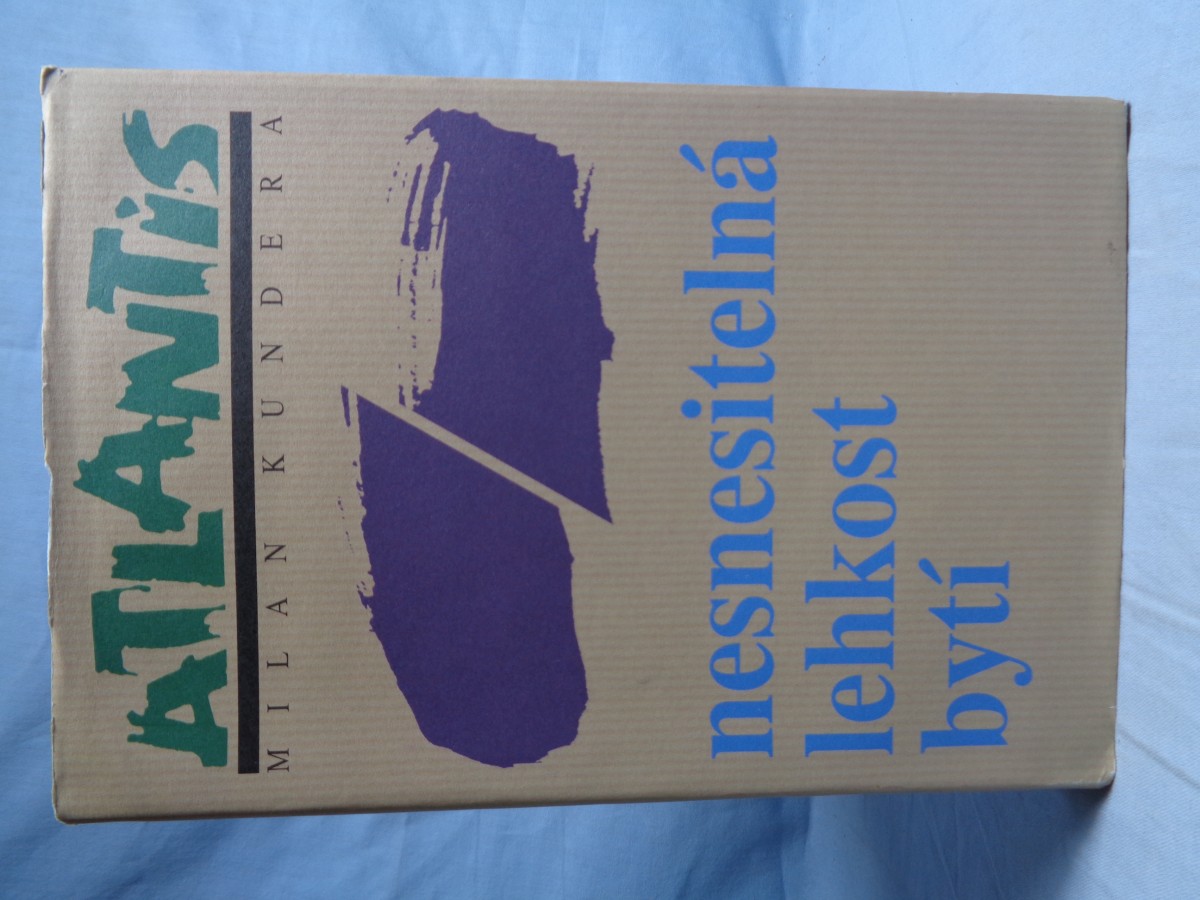 ATLANTiS
MILAN KUNDERA
nesnesitelná
lehkost
bytí